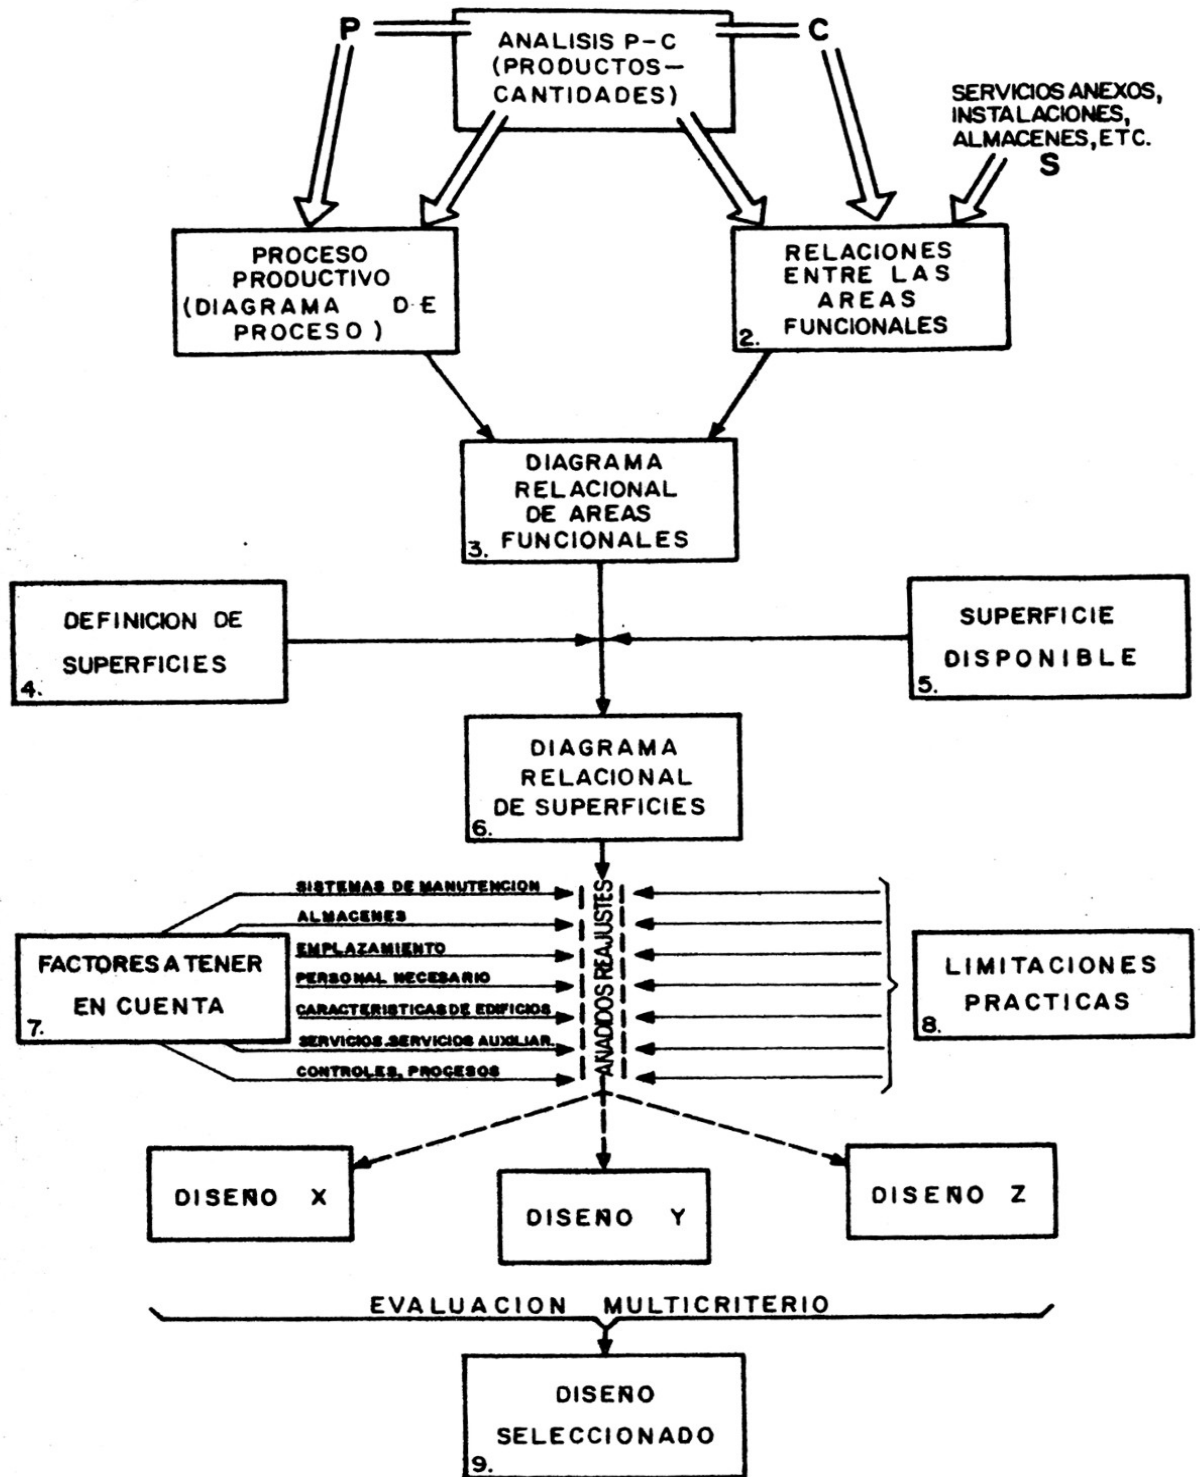 P
ANALISIS P-C
(PRODUCTOS-
CANTIDADES)
C
SERVICIOS ANEXOS,
INSTALACIONES,
ALMACENES, ETC.
S
PROCESO
PRODUCTIVO
(DIAGRAMA DE
PROCESO)
RELACIONES
ENTRE LAS
AREAS
FUNCIONALES
2.
DIAGRAMA
RELACIONAL
DE AREAS
FUNCIONALES
3.
DEFINICION DE
SUPERFICIES
4.
SUPERFICIE
DISPONIBLE
5.
DIAGRAMA
RELACIONAL
DE SUPERFICIES
6.
FACTORES A TENER
EN CUENTA
7.
SISTEMAS DE MANUTENCION
ALMACENES
EMPLAZAMIENTO
PERSONAL NECESARIO
CARACTERISTICAS DE EDIFICIOS
SERVICIOS. SERVICIOS AUXILIAR.
CONTROLES, PROCESOS
AÑADIDOS REAJUSTES
LIMITACIONES
PRACTICAS
8.
DISEÑO X
DISEÑO Y
DISEÑO Z
EVALUACION MULTICRITERIO
DISEÑO
SELECCIONADO
9.